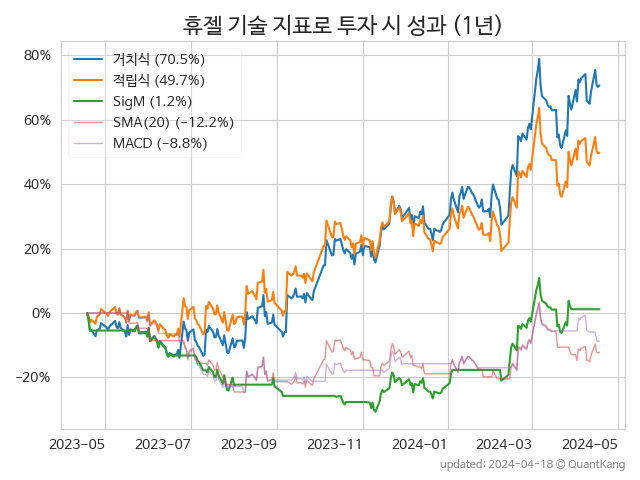 휴젤 기술 지표로 투자 시 성과 (1년)
거치식 (70.5%)
적립식 (49.7%)
SigM (1.2%)
SMA(20) (−12.2%)
MACD (−8.8%)
80%
60%
40%
20%
0%
−20%
2023-05 2023-07 2023-09 2023-11 2024-01 2024-03 2024-05
updated: 2024-04-18 © QuantKang